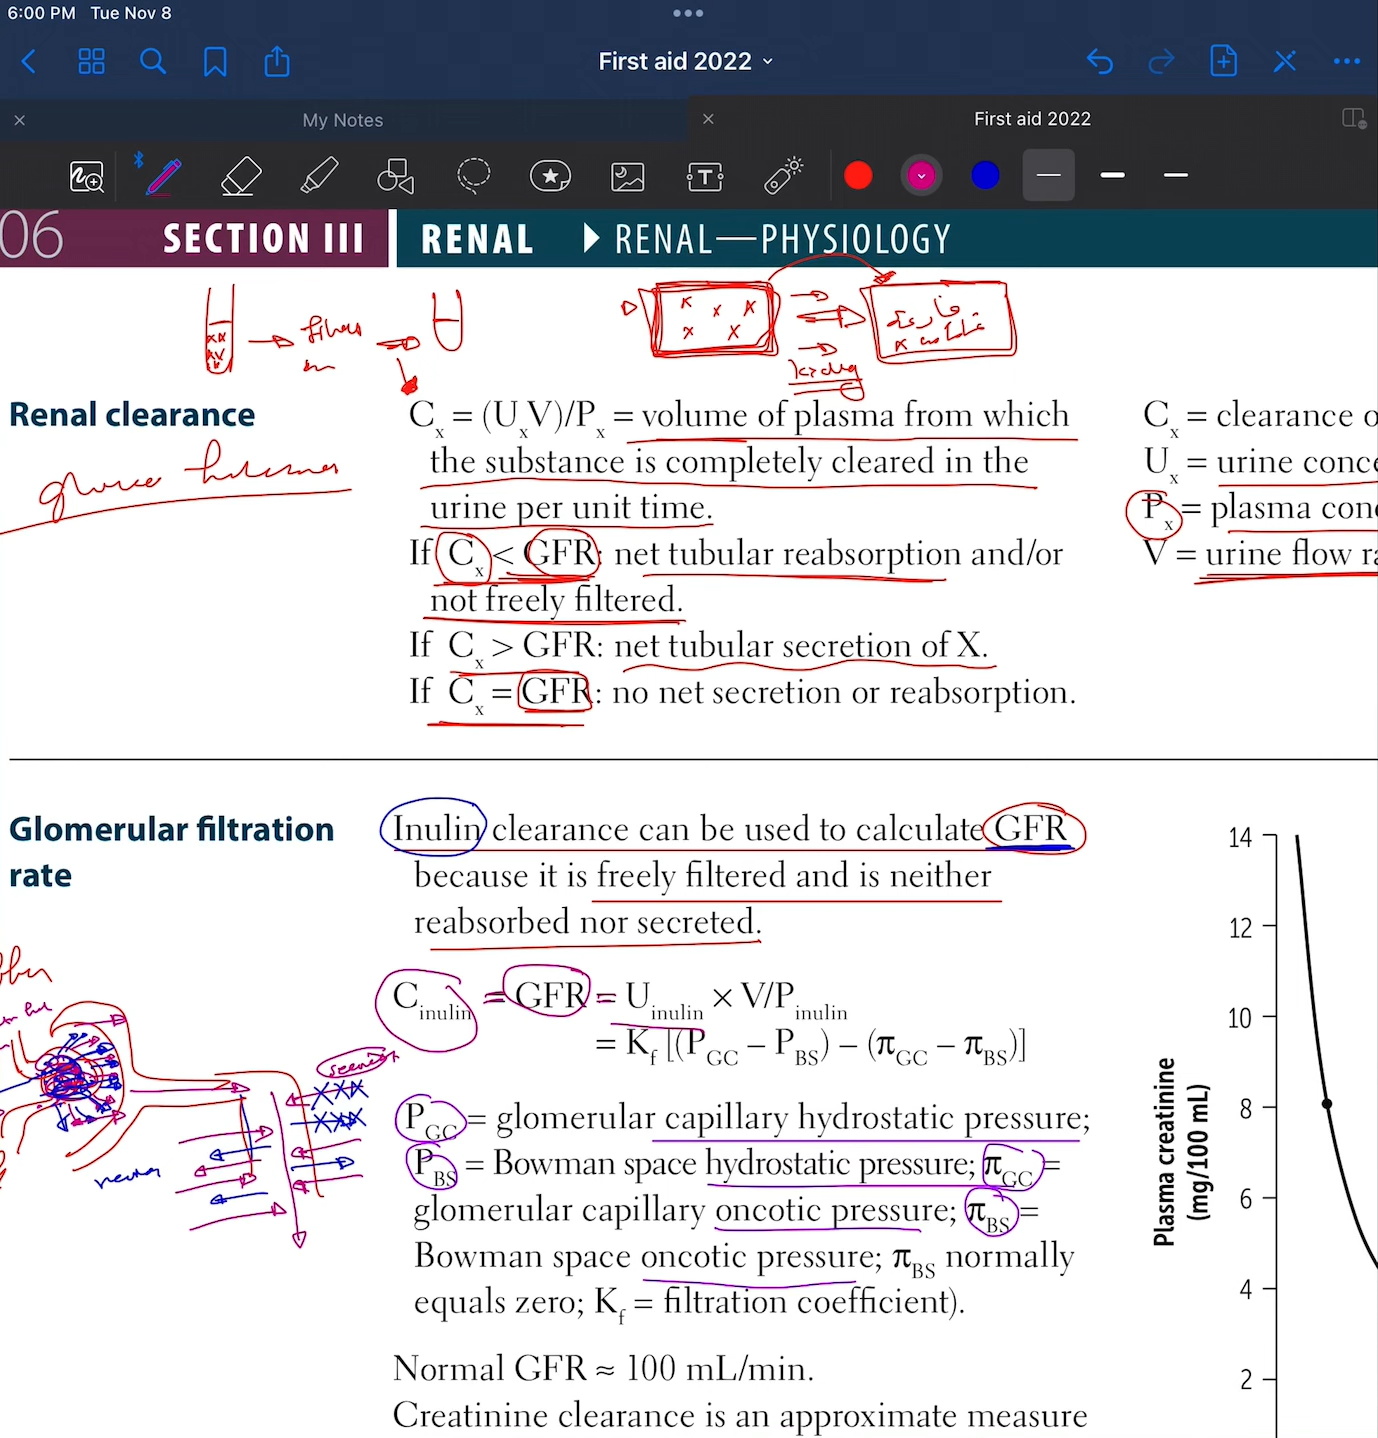 6:00 PM Tue Nov 8
First aid 2022
My Notes
First aid 2022
06 SECTION III RENAL ▶ RENAL—PHYSIOLOGY
kidney
Renal clearance
Cx = (UxV)/Px = volume of plasma from which
the substance is completely cleared in the
urine per unit time.
If Cx < GFR: net tubular reabsorption and/or
not freely filtered.
If Cx > GFR: net tubular secretion of X.
If Cx = GFR: no net secretion or reabsorption.
Cx = clearance o
Ux = urine conc
Px = plasma con
V = urine flow ra
Glomerular filtration
rate
Inulin clearance can be used to calculate GFR
because it is freely filtered and is neither
reabsorbed nor secreted.
Cinulin = GFR = Uinulin × V/Pinulin
= Kf [(PGC – PBS) – (πGC – πBS)]
PGC = glomerular capillary hydrostatic pressure;
PBS = Bowman space hydrostatic pressure; πGC =
glomerular capillary oncotic pressure; πBS =
Bowman space oncotic pressure; πBS normally
equals zero; Kf = filtration coefficient).
Normal GFR ≈ 100 mL/min.
Creatinine clearance is an approximate measure
Plasma creatinine
(mg/100 mL)
14
12
10
8
6
4
2